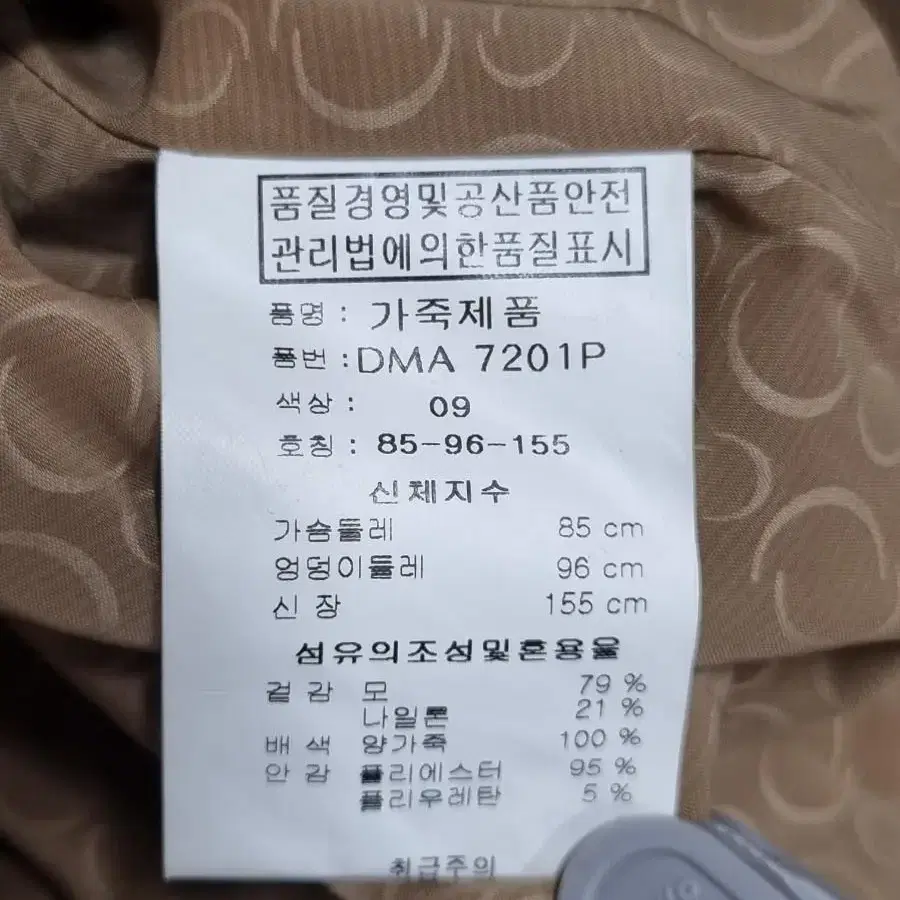 품질경영및공산품안전
관리법에의한품질표시
품명 : 가죽제품
품번 : DMA 7201P
색상 : 09
호칭 : 85-96-155
신체지수
가슴둘레 85 cm
엉덩이둘레 96 cm
신 장 155 cm
섬유의조성및혼용율
겉감 모 79 %
나일론 21 %
배색 양가죽 100 %
안감 폴리에스터 95 %
폴리우레탄 5 %
취급주의